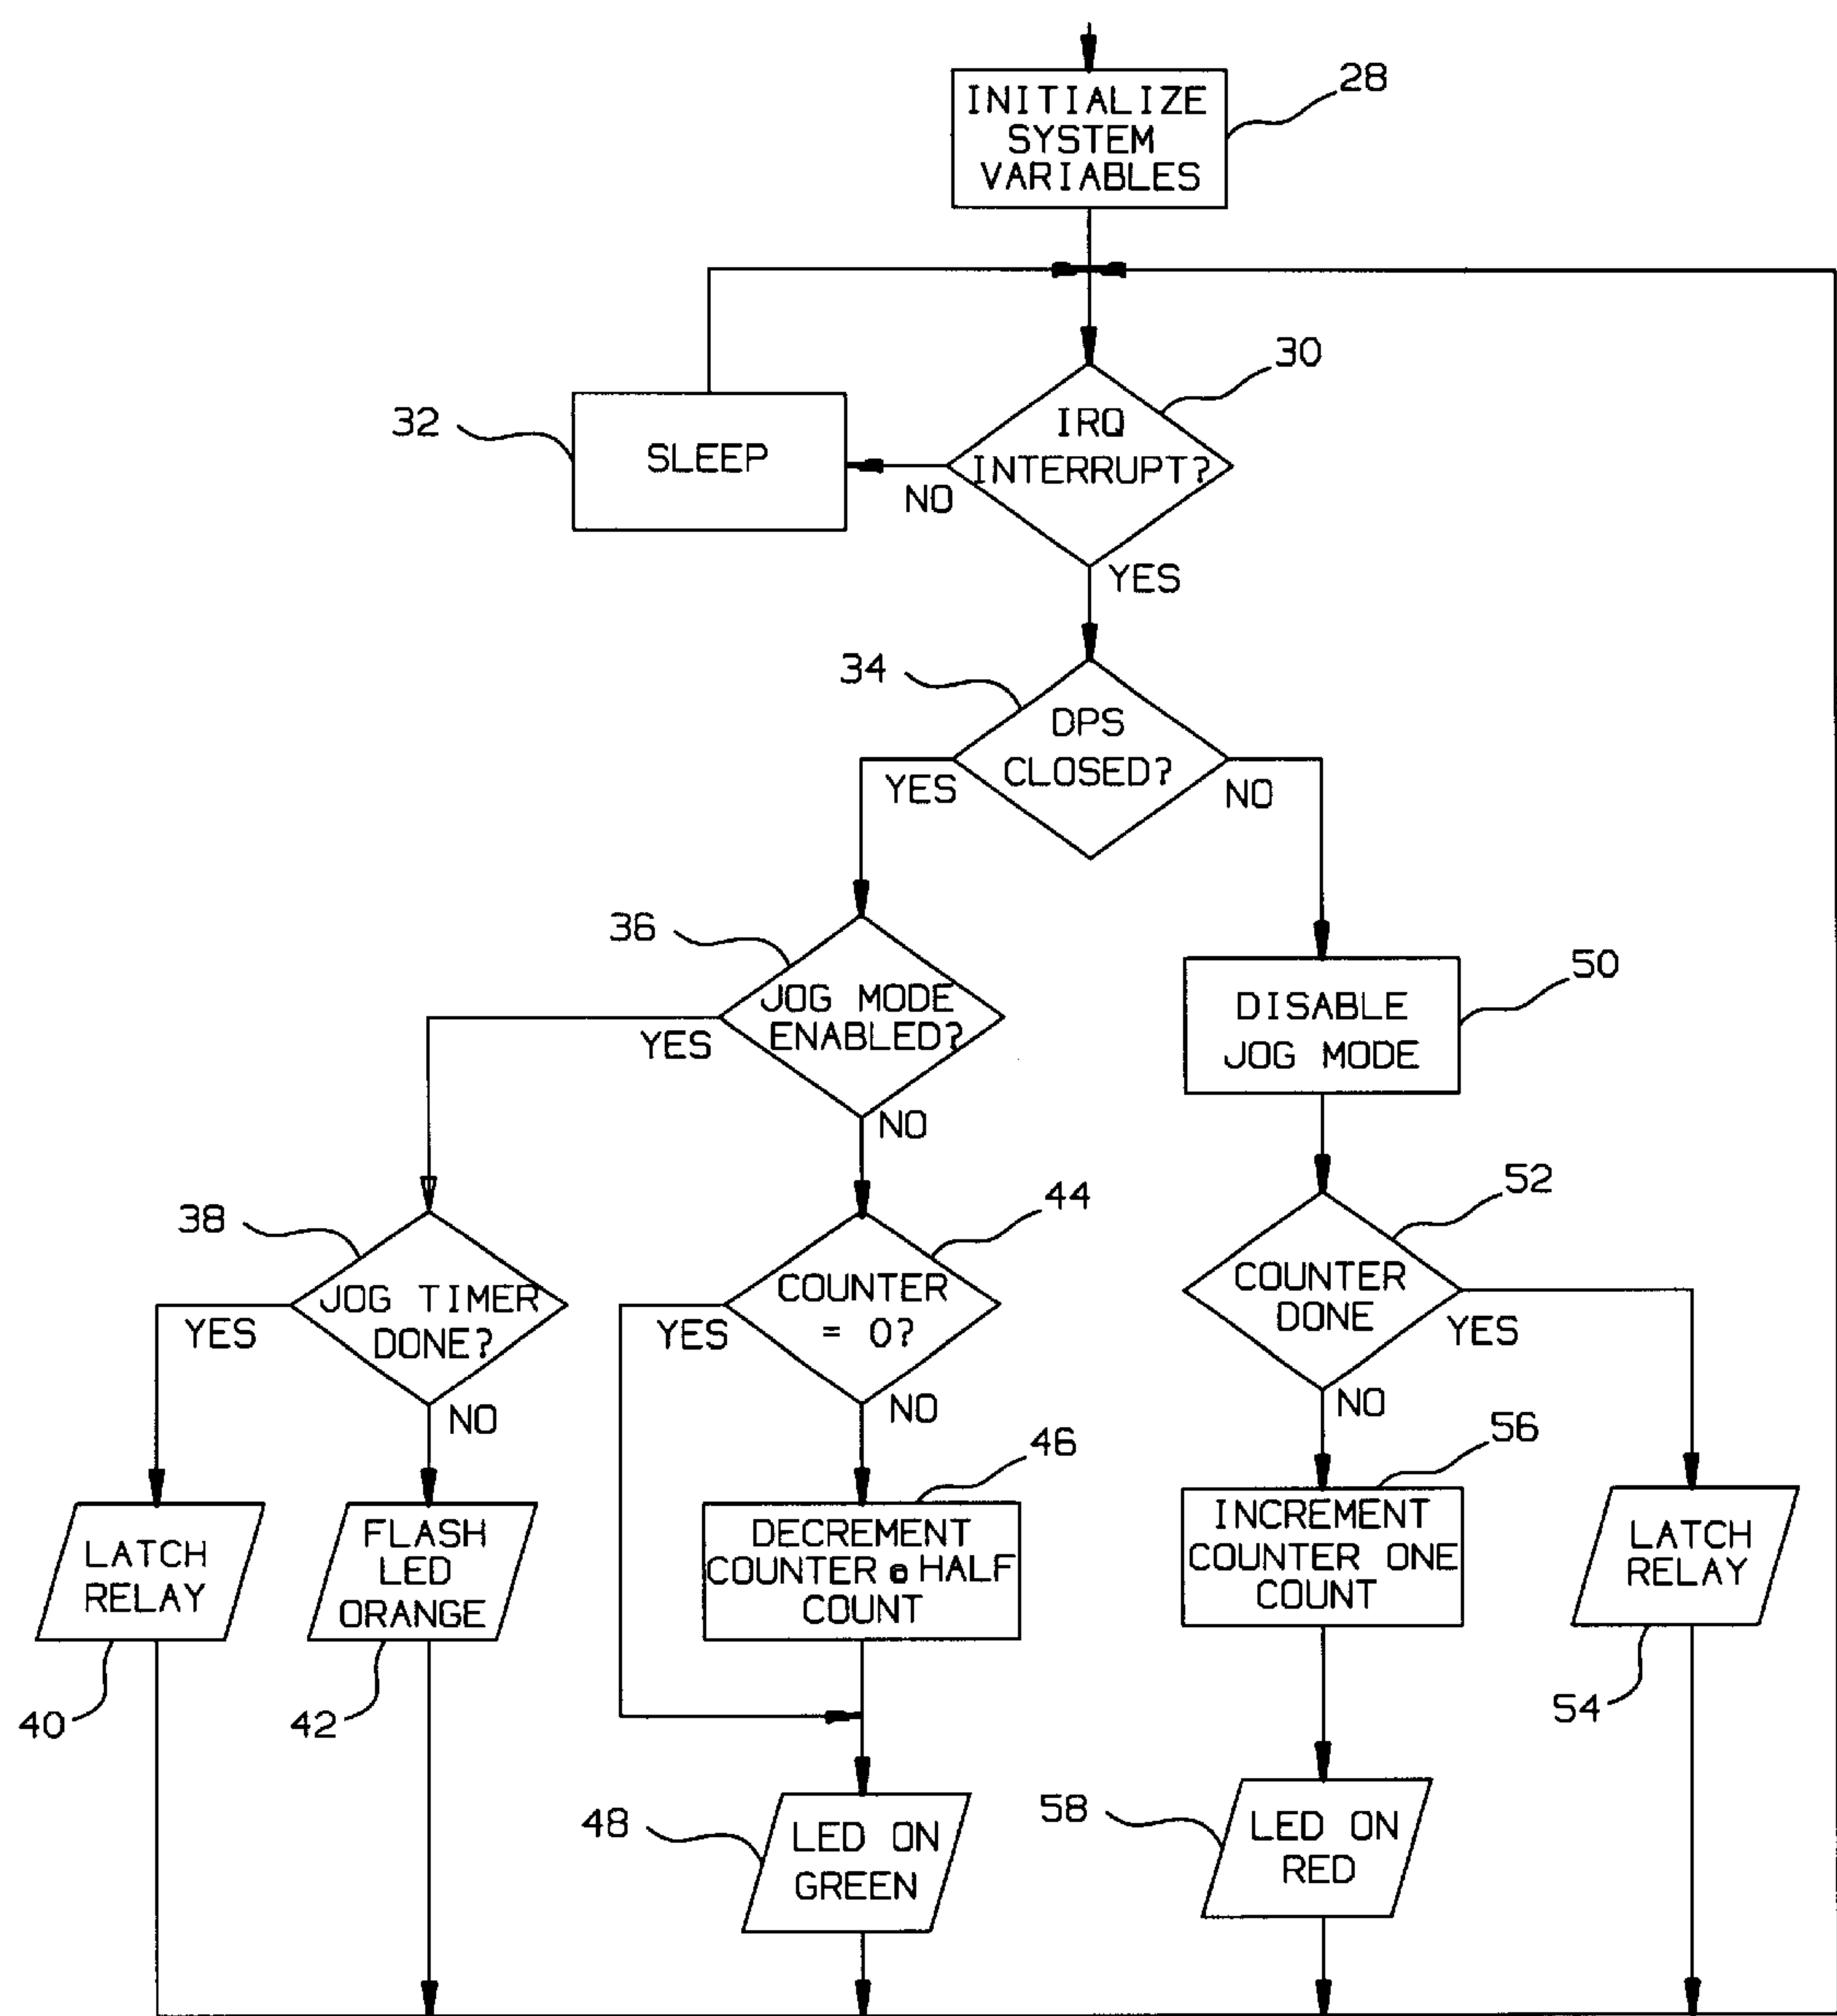 28
INITIALIZE
SYSTEM
VARIABLES
30
IRQ
INTERRUPT?
32
SLEEP
NO
YES
34
DPS
CLOSED?
YES
NO
36
JOG MODE
ENABLED?
YES
NO
50
DISABLE
JOG MODE
38
JOG TIMER
DONE?
YES
NO
44
COUNTER
= 0?
YES
NO
52
COUNTER
DONE
YES
NO
LATCH
RELAY
40
FLASH
LED
ORANGE
42
46
DECREMENT
COUNTER @ HALF
COUNT
56
INCREMENT
COUNTER ONE
COUNT
LATCH
RELAY
54
48
LED ON
GREEN
58
LED ON
RED